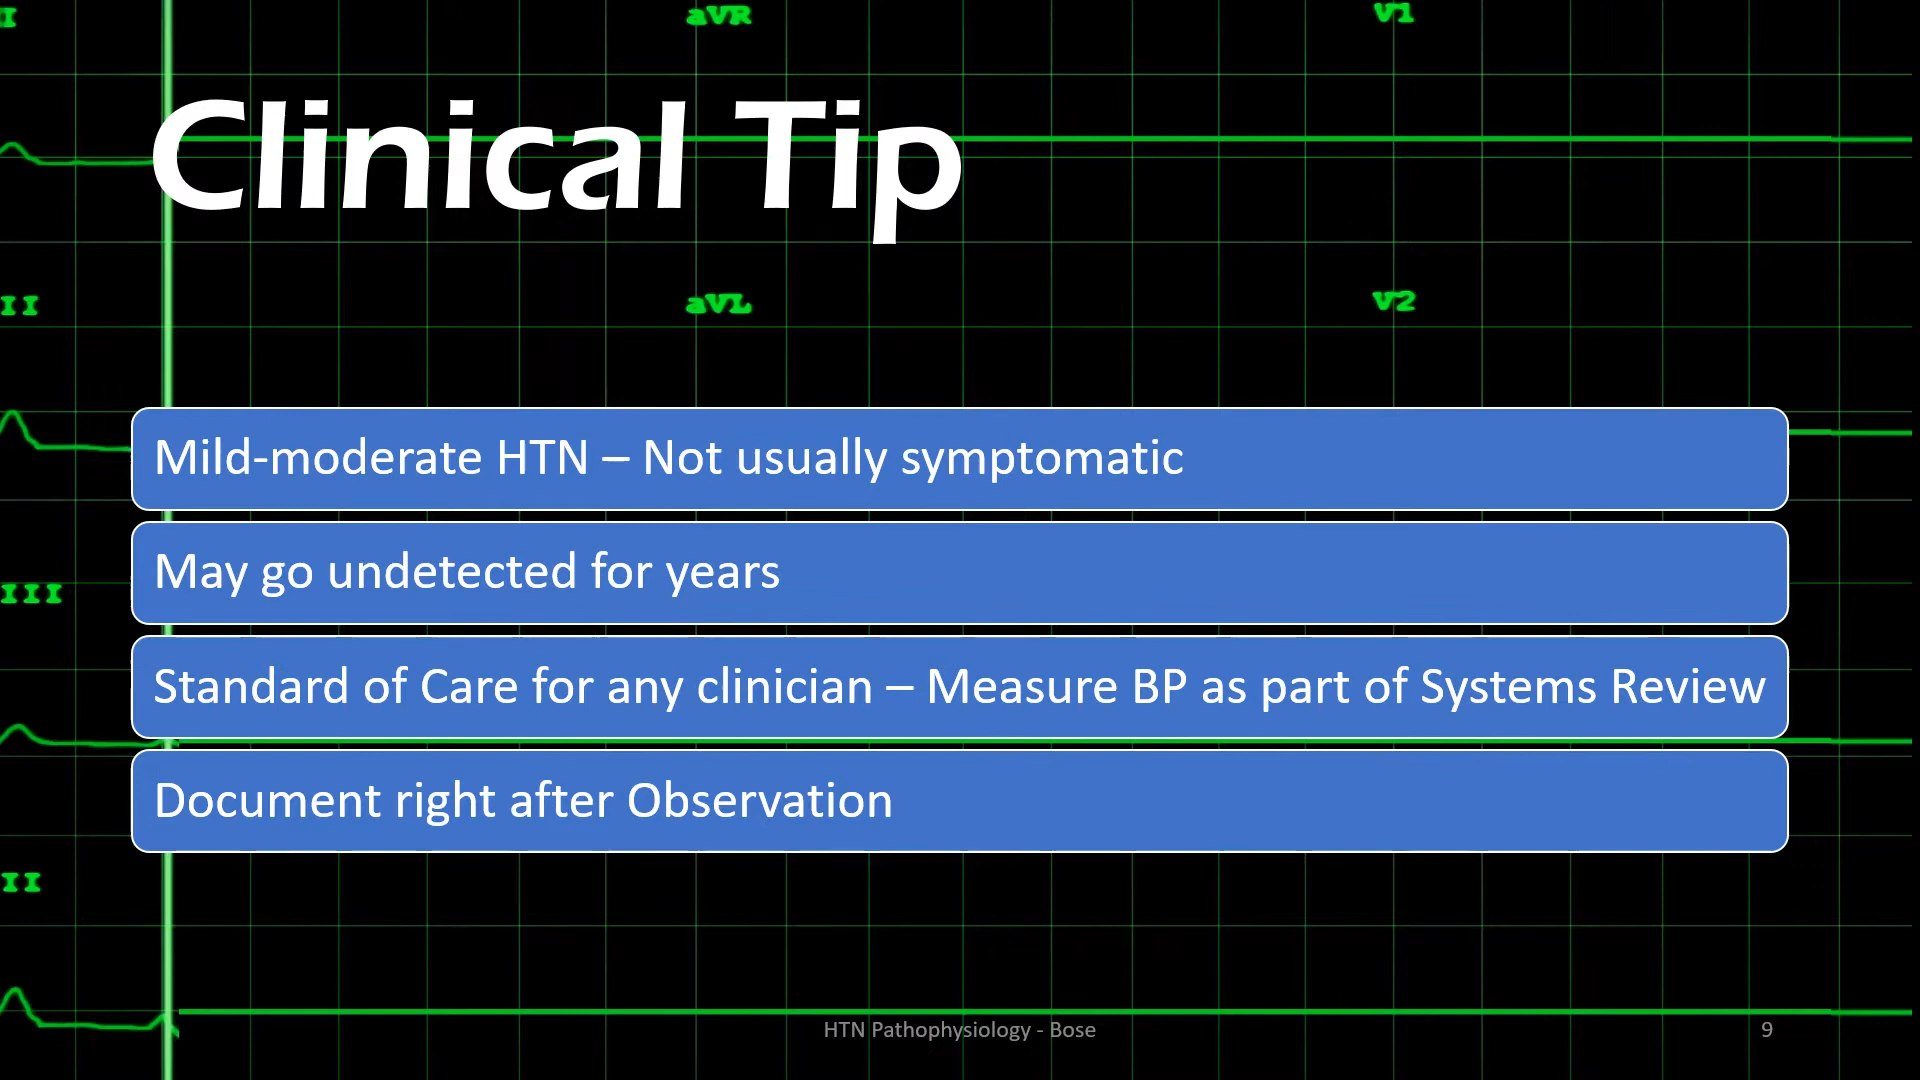 I
aVR
V1
Clinical Tip
II
aVL
V2
Mild-moderate HTN – Not usually symptomatic
May go undetected for years
III
Standard of Care for any clinician – Measure BP as part of Systems Review
Document right after Observation
II
HTN Pathophysiology - Bose
9